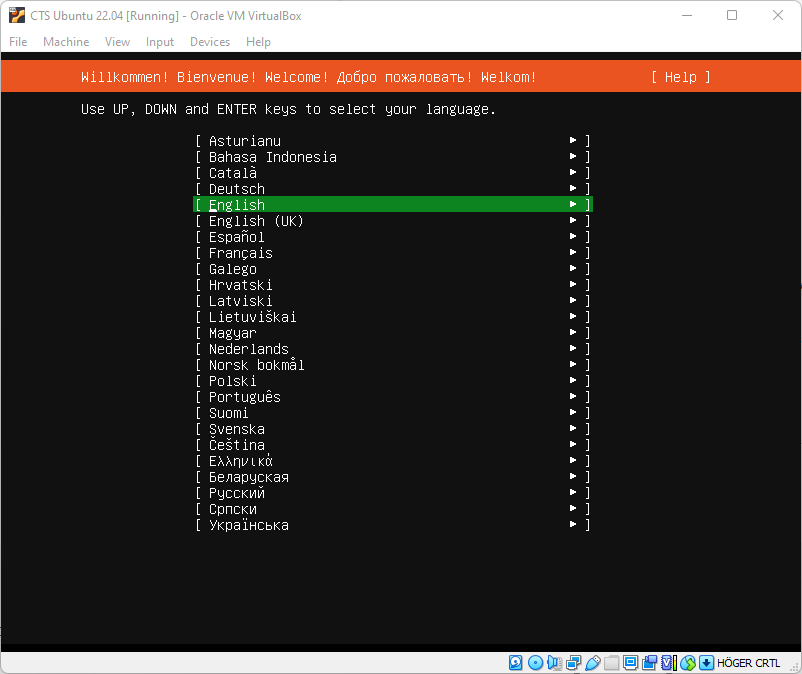 CTS Ubuntu 22.04 [Running] - Oracle VM VirtualBox
File Machine View Input Devices Help
Willkommen! Bienvenue! Welcome! Добро пожаловать! Welkom! [ Help ]
Use UP, DOWN and ENTER keys to select your language.
[ Asturianu ► ]
[ Bahasa Indonesia ► ]
[ Català ► ]
[ Deutsch ► ]
[ English ► ]
[ English (UK) ► ]
[ Español ► ]
[ Français ► ]
[ Galego ► ]
[ Hrvatski ► ]
[ Latviski ► ]
[ Lietuviškai ► ]
[ Magyar ► ]
[ Nederlands ► ]
[ Norsk bokmål ► ]
[ Polski ► ]
[ Português ► ]
[ Suomi ► ]
[ Svenska ► ]
[ Čeština ► ]
[ Ελληνικά ► ]
[ Беларуская ► ]
[ Русский ► ]
[ Српски ► ]
[ Українська ► ]
HÖGER CRTL